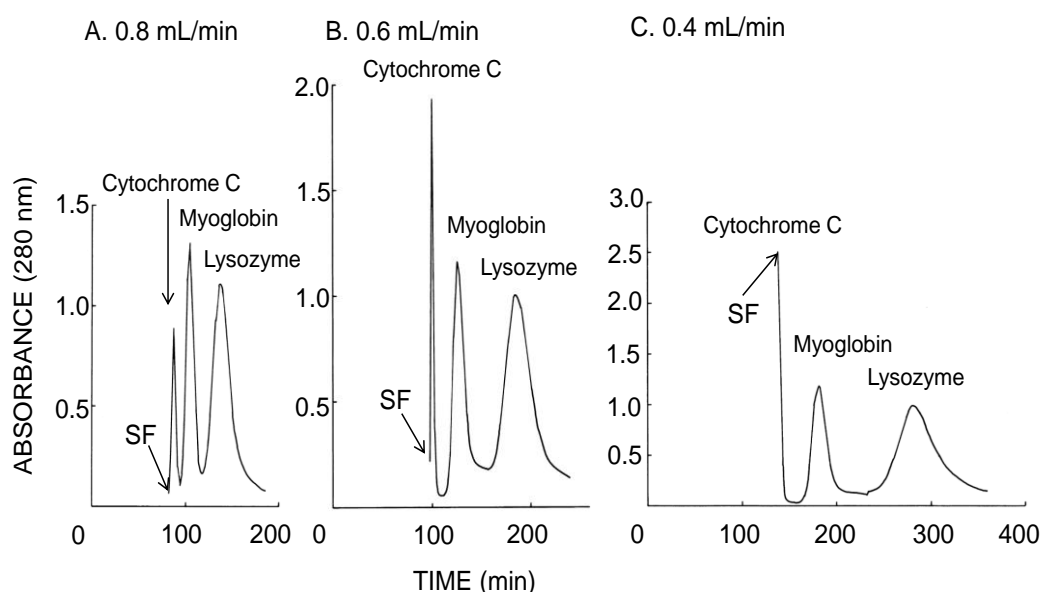 A. 0.8 mL/min
B. 0.6 mL/min
C. 0.4 mL/min
ABSORBANCE (280 nm)
Cytochrome C
Myoglobin
Lysozyme
SF
1.5
1.0
0.5
0
100
200
Cytochrome C
Myoglobin
Lysozyme
SF
2.0
1.5
1.0
0.5
0
100
200
Cytochrome C
SF
Myoglobin
Lysozyme
3.0
2.5
2.0
1.5
1.0
0.5
0
100
200
300
400
TIME (min)